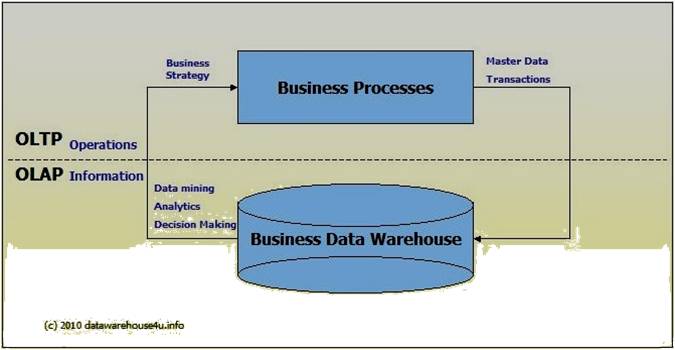 Business
Strategy
Business Processes
Master Data
Transactions
OLTP Operations
OLAP Information
Data mining
Analytics
Decision Making
Business Data Warehouse
(c) 2010 datawarehouse4u.info